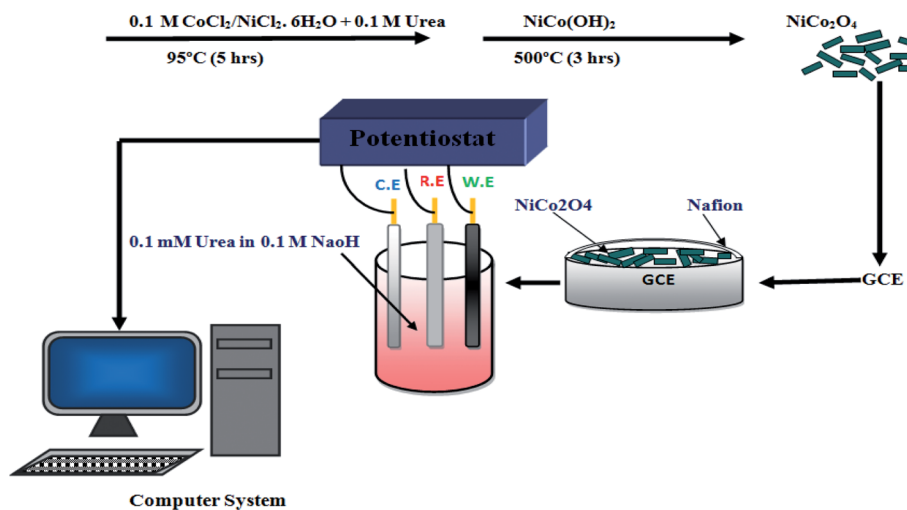 0.1 M CoCl₂/NiCl₂. 6H₂O + 0.1 M Urea
95°C (5 hrs)
NiCo(OH)₂
500°C (3 hrs)
NiCo₂O₄
Potentiostat
C.E R.E W.E
NiCo2O4
Nafion
0.1 mM Urea in 0.1 M NaoH
GCE
GCE
Computer System